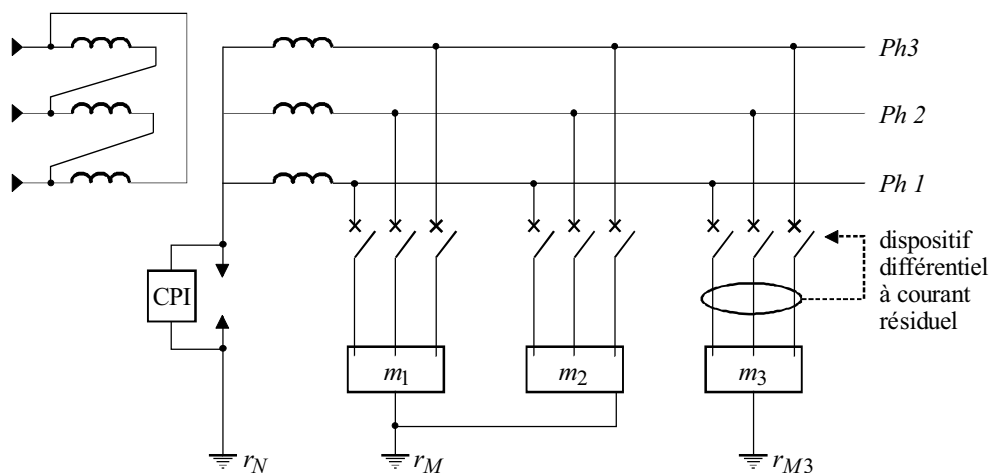 Ph3
Ph 2
Ph 1
dispositif
différentiel
à courant
résiduel
CPI
m1
m2
m3
rN
rM
rM3